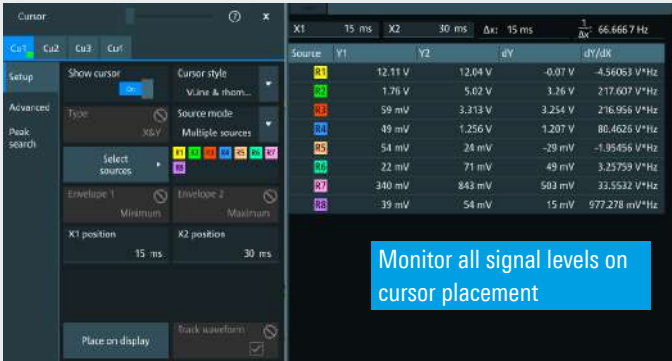 Cursor ? x
Cu1 Cu2 Cu3 Cu4
Setup
Advanced
Peak
search
Show cursor
On
Cursor style
V-line & rhom...
Type
X&Y
Source mode
Multiple sources
Select
sources
R1 R2 R3 R4 R5 R6 R7
R8
Envelope 1
Minimum
Envelope 2
Maximum
X1 position
15 ms
X2 position
30 ms
Place on display
Track waveform
X1 15 ms X2 30 ms Δx: 15 ms 1/Δx: 66.6667 Hz
Source Y1 Y2 dY dY/dX
R1 12.11 V 12.04 V -0.07 V -4.56063 V*Hz
R2 1.76 V 5.02 V 3.26 V 217.607 V*Hz
R3 59 mV 3.313 V 3.254 V 216.956 V*Hz
R4 49 mV 1.256 V 1.207 V 80.4626 V*Hz
R5 54 mV 24 mV -29 mV -1.95456 V*Hz
R6 22 mV 71 mV 49 mV 3.25759 V*Hz
R7 340 mV 843 mV 503 mV 33.5532 V*Hz
R8 39 mV 54 mV 15 mV 977.278 mV*Hz
Monitor all signal levels on
cursor placement